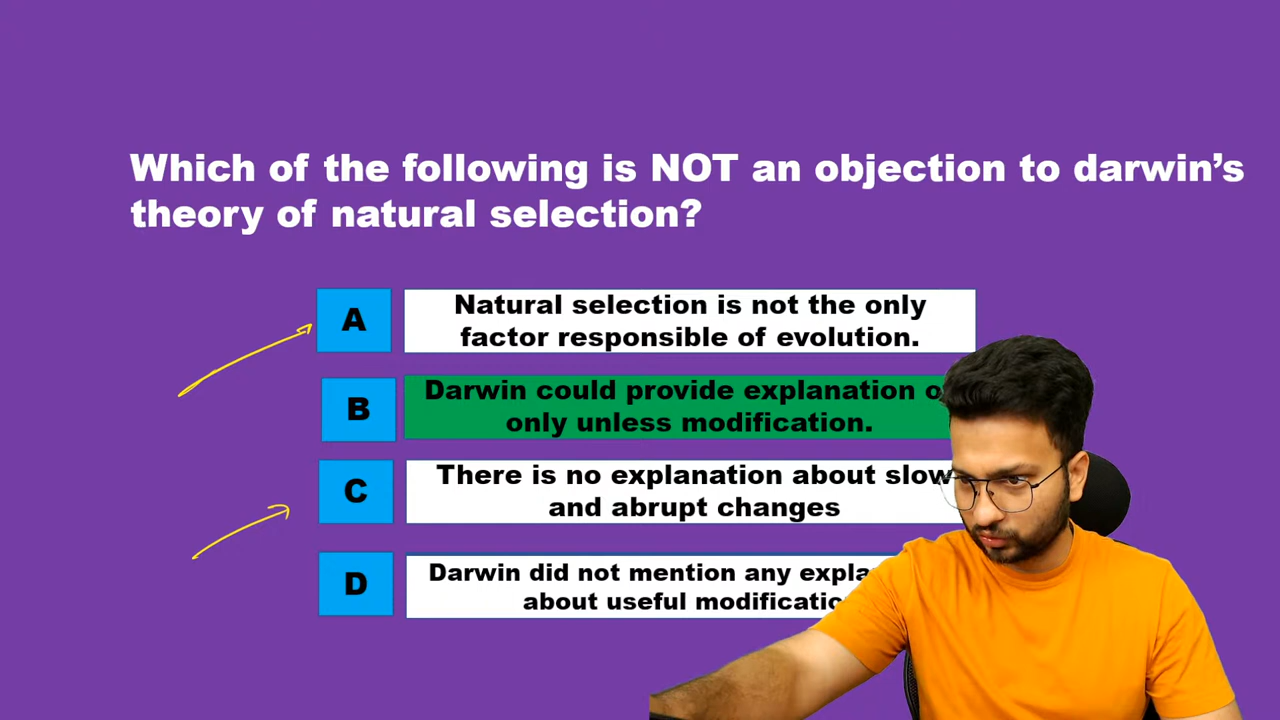 Which of the following is NOT an objection to darwin's
theory of natural selection?
A
Natural selection is not the only
factor responsible of evolution.
B
Darwin could provide explanation
only unless modification.
C
There is no explanation about slow
and abrupt changes
D
Darwin did not mention any
about useful